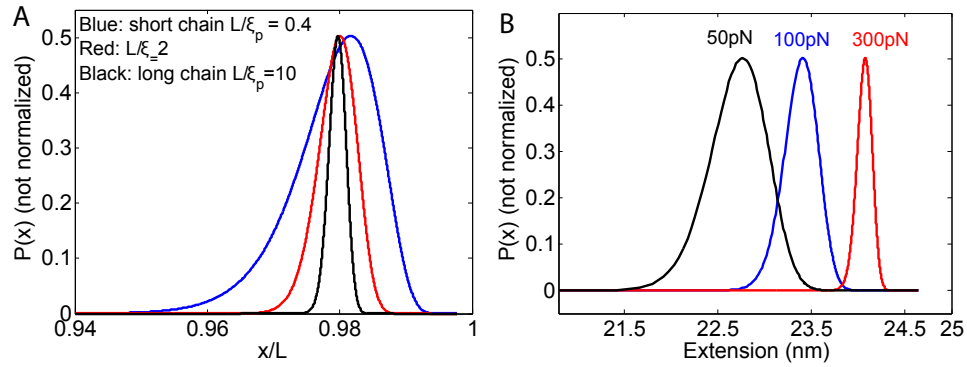 A
Blue: short chain L/ξp = 0.4
Red: L/ξ=2
Black: long chain L/ξp=10
P(x) (not normalized)
0.5
0.4
0.3
0.2
0.1
0
0.94
0.96
0.98
1
x/L
B
50pN
100pN
300pN
P(x) (not normalized)
0.5
0.4
0.3
0.2
0.1
0
21.5
22.5
23.5
24.5
25
Extension (nm)